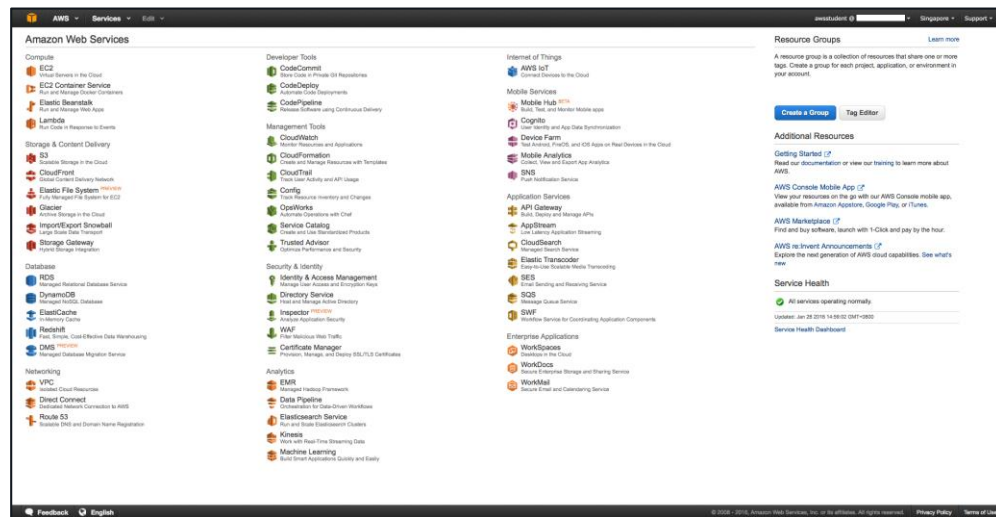 AWS Services Edit
awsstudent @ Singapore Support
Amazon Web Services
Compute
EC2
Virtual Servers in the Cloud
EC2 Container Service
Run and Manage Docker Containers
Elastic Beanstalk
Run and Manage Web Apps
Lambda
Run Code in Response to Events
Storage & Content Delivery
S3
Scalable Storage in the Cloud
CloudFront
Global Content Delivery Network
Elastic File System PREVIEW
Fully Managed File System for EC2
Glacier
Archive Storage in the Cloud
Import/Export Snowball
Large Scale Data Transport
Storage Gateway
Hybrid Storage Integration
Database
RDS
Managed Relational Database Service
DynamoDB
Managed NoSQL Database
ElastiCache
In-Memory Cache
Redshift
Fast, Simple, Cost-Effective Data Warehousing
DMS PREVIEW
Managed Database Migration Service
Networking
VPC
Isolated Cloud Resources
Direct Connect
Dedicated Network Connection to AWS
Route 53
Scalable DNS and Domain Name Registration
Developer Tools
CodeCommit
Store Code in Private Git Repositories
CodeDeploy
Automate Code Deployments
CodePipeline
Release Software using Continuous Delivery
Management Tools
CloudWatch
Monitor Resources and Applications
CloudFormation
Create and Manage Resources with Templates
CloudTrail
Track User Activity and API Usage
Config
Track Resource Inventory and Changes
OpsWorks
Automate Operations with Chef
Service Catalog
Create and Use Standardized Products
Trusted Advisor
Optimize Performance and Security
Security & Identity
Identity & Access Management
Manage User Access and Encryption Keys
Directory Service
Host and Manage Active Directory
Inspector PREVIEW
Analyze Application Security
WAF
Filter Malicious Web Traffic
Certificate Manager
Provision, Manage, and Deploy SSL/TLS Certificates
Analytics
EMR
Managed Hadoop Framework
Data Pipeline
Orchestration for Data-Driven Workflows
Elasticsearch Service
Run and Scale Elasticsearch Clusters
Kinesis
Work with Real-Time Streaming Data
Machine Learning
Build Smart Applications Quickly and Easily
Internet of Things
AWS IoT
Connect Devices to the Cloud
Mobile Services
Mobile Hub BETA
Build, Test, and Monitor Mobile apps
Cognito
User Identity and App Data Synchronization
Device Farm
Test Android, FireOS, and iOS Apps on Real Devices in the Cloud
Mobile Analytics
Collect, View and Export App Analytics
SNS
Push Notification Service
Application Services
API Gateway
Build, Deploy and Manage APIs
AppStream
Low Latency Application Streaming
CloudSearch
Managed Search Service
Elastic Transcoder
Easy-to-Use Scalable Media Transcoding
SES
Email Sending and Receiving Service
SQS
Message Queue Service
SWF
Workflow Service for Coordinating Application Components
Enterprise Applications
WorkSpaces
Desktops in the Cloud
WorkDocs
Secure Enterprise Storage and Sharing Service
WorkMail
Secure Email and Calendaring Service
Resource Groups Learn more
A resource group is a collection of resources that share one or more
tags. Create a group for each project, application, or environment in
your account.
Create a Group Tag Editor
Additional Resources
Getting Started
Read our documentation or view our training to learn more about
AWS.
AWS Console Mobile App
View your resources on the go with our AWS Console mobile app,
available from Amazon Appstore, Google Play, or iTunes.
AWS Marketplace
Find and buy software, launch with 1-Click and pay by the hour.
AWS re:Invent Announcements
Explore the next generation of AWS cloud capabilities. See what's
new
Service Health
All services operating normally.
Updated: Jan 26 2016 14:56:02 GMT+0800
Service Health Dashboard
Feedback English
© 2008 - 2016, Amazon Web Services, Inc. or its affiliates. All rights reserved. Privacy Policy Terms of Use